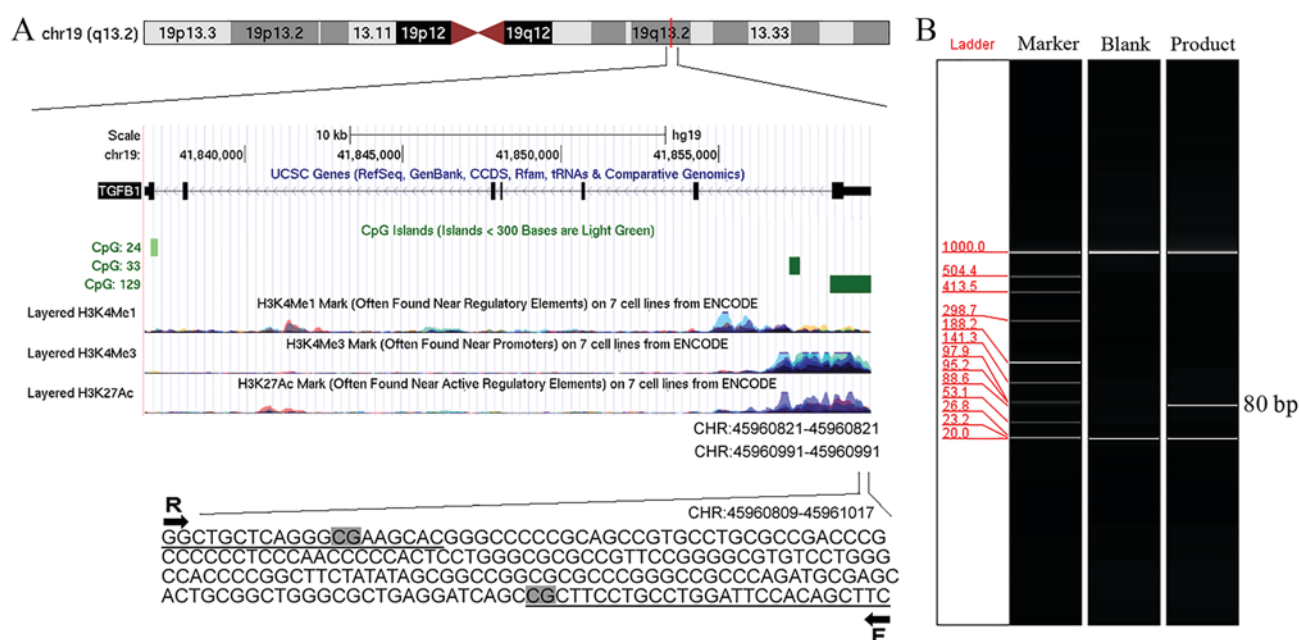 A
chr19 (q13.2)
19p13.3 19p13.2 13.11 19p12 19q12 19q13.2 13.33
Scale 10 kb hg19
chr19: 41,840,000 41,845,000 41,850,000 41,855,000
UCSC Genes (RefSeq, GenBank, CCDS, Rfam, tRNAs & Comparative Genomics)
TGFB1
CpG Islands (Islands < 300 Bases are Light Green)
CpG: 24
CpG: 33
CpG: 129
H3K4Me1 Mark (Often Found Near Regulatory Elements) on 7 cell lines from ENCODE
Layered H3K4Me1
H3K4Me3 Mark (Often Found Near Promoters) on 7 cell lines from ENCODE
Layered H3K4Me3
H3K27Ac Mark (Often Found Near Active Regulatory Elements) on 7 cell lines from ENCODE
Layered H3K27Ac
CHR:45960821-45960821
CHR:45960991-45960991
R
CHR:45960809-45961017
GGCTGCTCAGGGCGAAGCACGGGCCCCCGCAGCCGTGCCTGCGCCGACCCG
CCCCCCTCCCAACCCCCACTCCTGGGCGCGCCGTTCCGGGGCGTGTCCTGGG
CCACCCCGGCTTCTATATAGCGGCCGGCGCGCCCGGGCCGCCCAGATGCGAGC
ACTGCGGCTGGGCGCTGAGGATCAGCCGCTTCCTGCCTGGATTCCACAGCTTC
F
B
Ladder Marker Blank Product
1000.0
504.4
413.5
298.7
188.2
141.3
97.9
95.2
88.6
53.1
26.8
23.2
20.0
80 bp